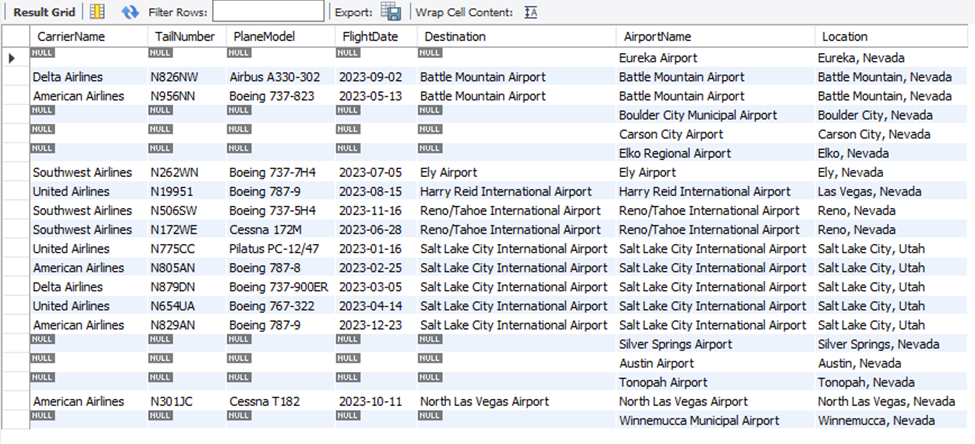 Result Grid Filter Rows: Export: Wrap Cell Content: IA
CarrierName TailNumber PlaneModel FlightDate Destination AirportName Location
NULL NULL NULL NULL NULL Eureka Airport Eureka, Nevada
Delta Airlines N826NW Airbus A330-302 2023-09-02 Battle Mountain Airport Battle Mountain Airport Battle Mountain, Nevada
American Airlines N956NN Boeing 737-823 2023-05-13 Battle Mountain Airport Battle Mountain Airport Battle Mountain, Nevada
NULL NULL NULL NULL NULL Boulder City Municipal Airport Boulder City, Nevada
NULL NULL NULL NULL NULL Carson City Airport Carson City, Nevada
NULL NULL NULL NULL NULL Elko Regional Airport Elko, Nevada
Southwest Airlines N262WN Boeing 737-7H4 2023-07-05 Ely Airport Ely Airport Ely, Nevada
United Airlines N19951 Boeing 787-9 2023-08-15 Harry Reid International Airport Harry Reid International Airport Las Vegas, Nevada
Southwest Airlines N506SW Boeing 737-5H4 2023-11-16 Reno/Tahoe International Airport Reno/Tahoe International Airport Reno, Nevada
Southwest Airlines N172WE Cessna 172M 2023-06-28 Reno/Tahoe International Airport Reno/Tahoe International Airport Reno, Nevada
United Airlines N775CC Pilatus PC-12/47 2023-01-16 Salt Lake City International Airport Salt Lake City International Airport Salt Lake City, Utah
American Airlines N805AN Boeing 787-8 2023-02-25 Salt Lake City International Airport Salt Lake City International Airport Salt Lake City, Utah
Delta Airlines N879DN Boeing 737-900ER 2023-03-05 Salt Lake City International Airport Salt Lake City International Airport Salt Lake City, Utah
United Airlines N654UA Boeing 767-322 2023-04-14 Salt Lake City International Airport Salt Lake City International Airport Salt Lake City, Utah
American Airlines N829AN Boeing 787-9 2023-12-23 Salt Lake City International Airport Salt Lake City International Airport Salt Lake City, Utah
NULL NULL NULL NULL NULL Silver Springs Airport Silver Springs, Nevada
NULL NULL NULL NULL NULL Austin Airport Austin, Nevada
NULL NULL NULL NULL NULL Tonopah Airport Tonopah, Nevada
American Airlines N301JC Cessna T182 2023-10-11 North Las Vegas Airport North Las Vegas Airport North Las Vegas, Nevada
NULL NULL NULL NULL NULL Winnemucca Municipal Airport Winnemucca, Nevada